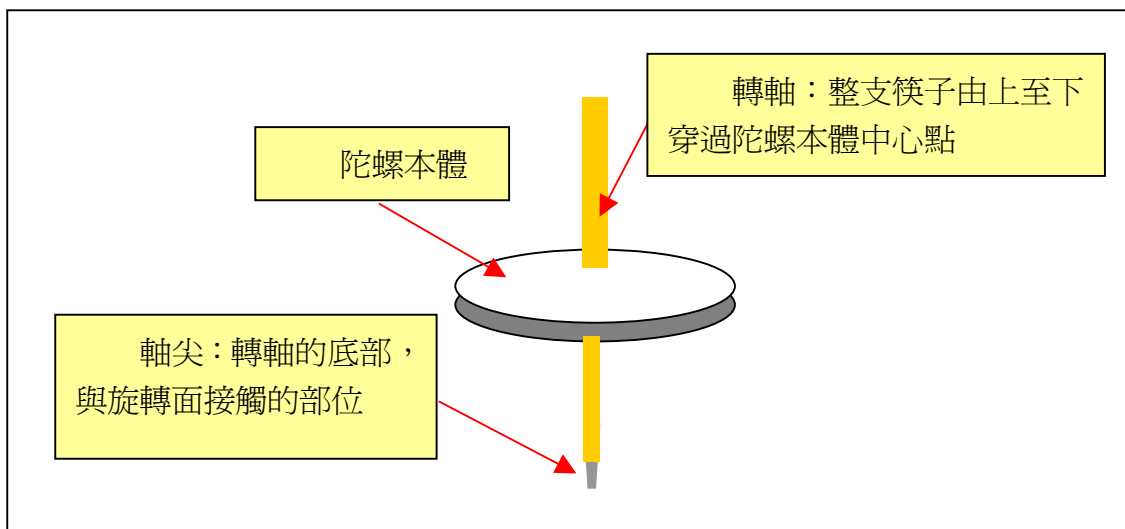 轉軸：整支筷子由上至下
穿過陀螺本體中心點
陀螺本體
軸尖：轉軸的底部，
與旋轉面接觸的部位